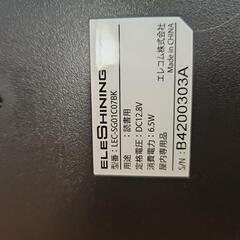 ELESHINING
型番：LEC-SG01C07BK
用途　：読書用
定格電圧：DC12.8V
消費電力：6.5W
屋内専用品
エレコム株式会社
Made in CHINA
S/N：B4200303A